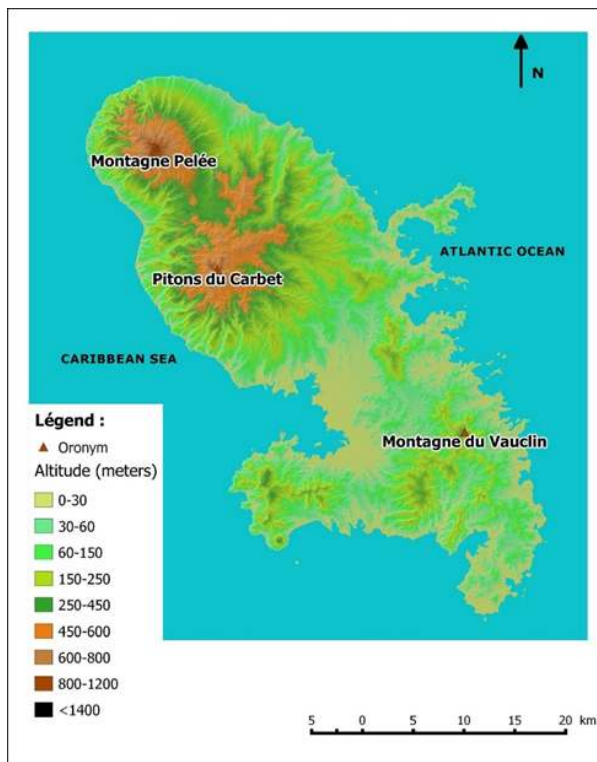 N
Montagne Pelée
ATLANTIC OCEAN
Pitons du Carbet
CARIBBEAN SEA
Légend :
Oronym
Montagne du Vauclin
Altitude (meters)
0-30
30-60
60-150
150-250
250-450
450-600
600-800
800-1200
<1400
5 0 5 10 15 20 km